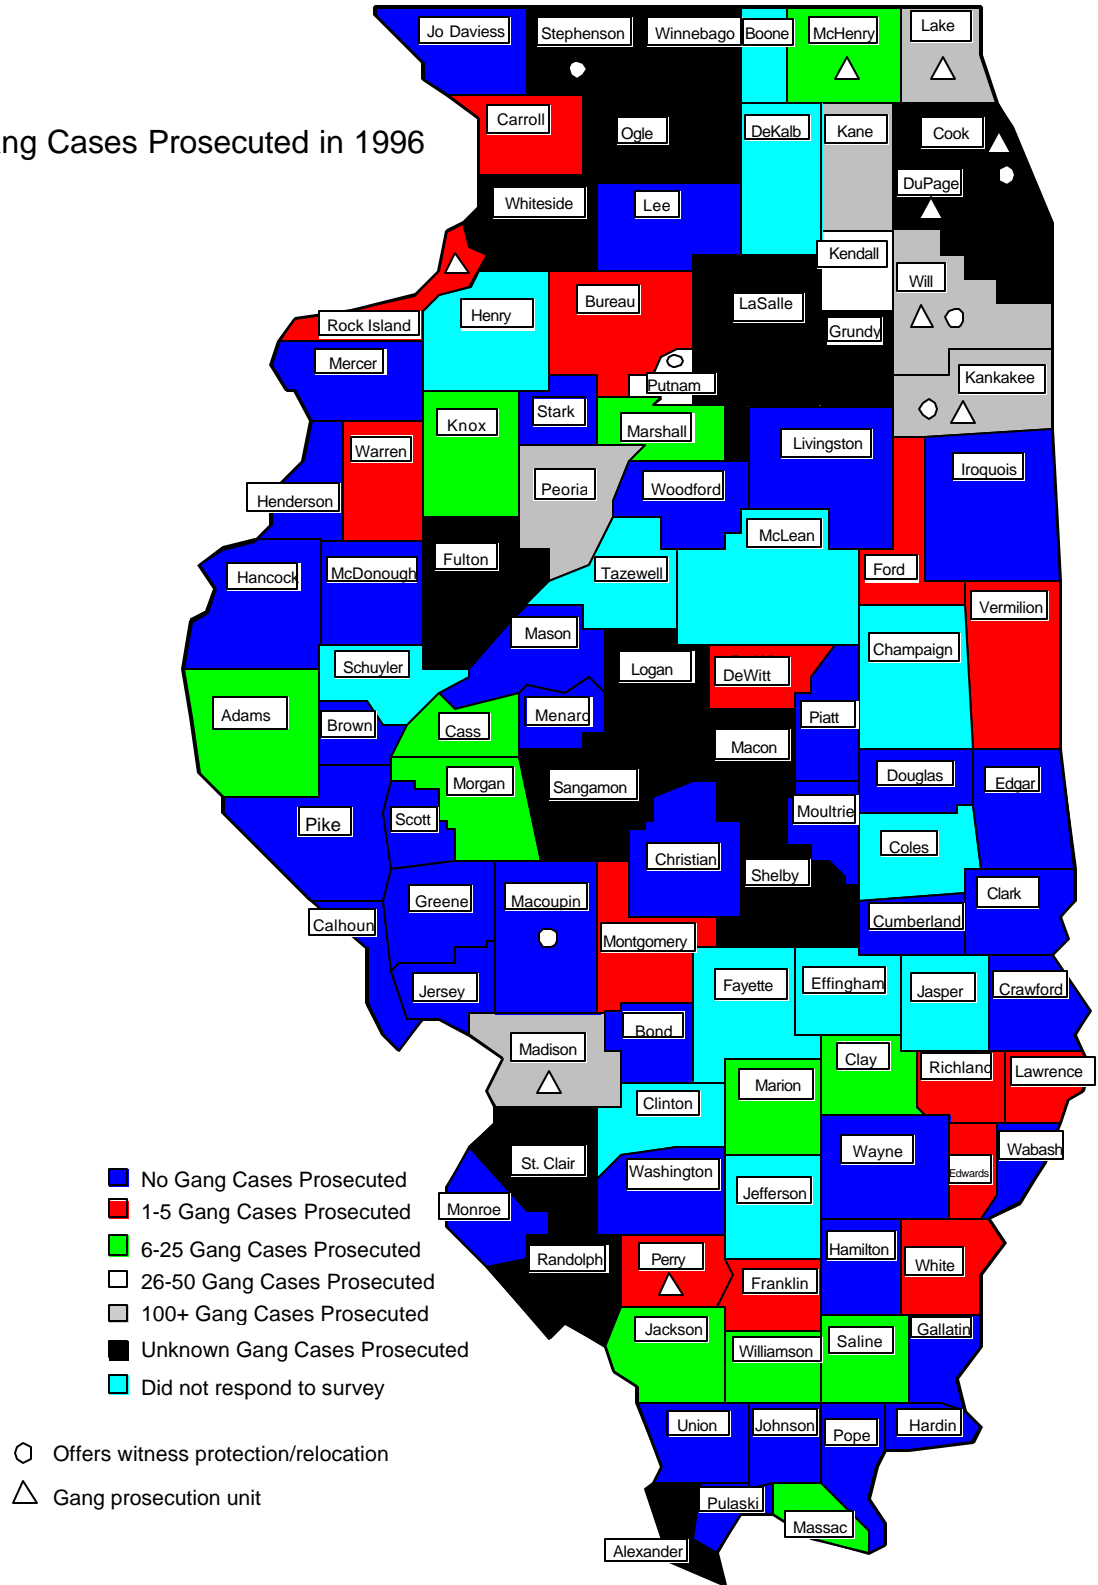 Jo Daviess
Stephenson
Winnebago
Boone
McHenry
Lake
ng Cases Prosecuted in 1996
Carroll
Ogle
DeKalb
Kane
Cook
DuPage
Whiteside
Lee
Kendall
Will
Rock Island
Henry
Bureau
LaSalle
Grundy
Mercer
Putnam
Kankakee
Knox
Stark
Marshall
Livingston
Warren
Iroquois
Henderson
Peoria
Woodford
McLean
Hancock
McDonough
Fulton
Tazewell
Ford
Vermilion
Mason
Schuyler
Logan
DeWitt
Champaign
Adams
Brown
Cass
Menard
Piatt
Macon
Morgan
Sangamon
Douglas
Edgar
Pike
Scott
Moultrie
Christian
Coles
Shelby
Greene
Macoupin
Clark
Calhoun
Cumberland
Montgomery
Jersey
Fayette
Effingham
Jasper
Crawford
Bond
Madison
Clay
Richland
Lawrence
Marion
Clinton
St. Clair
Washington
Wayne
Edwards
Wabash
Jefferson
Monroe
Randolph
Perry
Hamilton
White
Franklin
Jackson
Williamson
Saline
Gallatin
Union
Johnson
Pope
Hardin
Pulaski
Massac
Alexander
No Gang Cases Prosecuted
1-5 Gang Cases Prosecuted
6-25 Gang Cases Prosecuted
26-50 Gang Cases Prosecuted
100+ Gang Cases Prosecuted
Unknown Gang Cases Prosecuted
Did not respond to survey
Offers witness protection/relocation
Gang prosecution unit